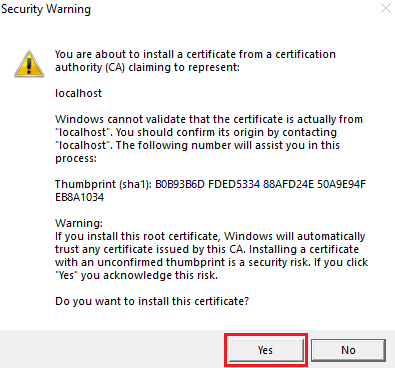 Security Warning
You are about to install a certificate from a certification
authority (CA) claiming to represent:
localhost
Windows cannot validate that the certificate is actually from
"localhost". You should confirm its origin by contacting
"localhost". The following number will assist you in this
process:
Thumbprint (sha1): B0B93B6D FDED5334 88AFD24E 50A9E94F
EB8A1034
Warning:
If you install this root certificate, Windows will automatically
trust any certificate issued by this CA. Installing a certificate
with an unconfirmed thumbprint is a security risk. If you click
"Yes" you acknowledge this risk.
Do you want to install this certificate?
Yes
No